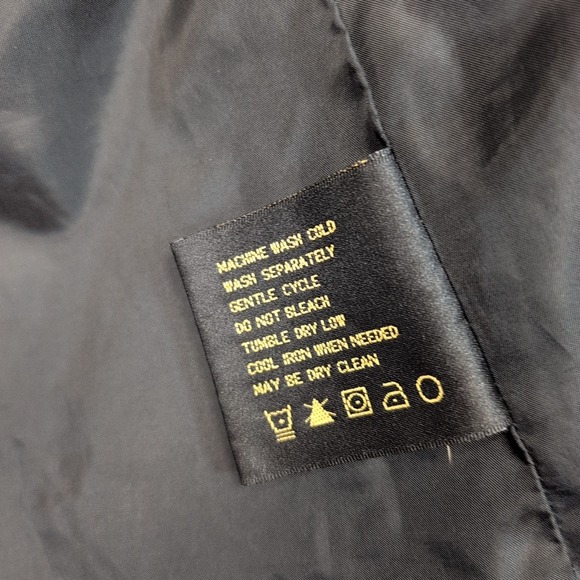 MACHINE WASH COLD
WASH SEPARATELY
GENTLE CYCLE
DO NOT BLEACH
TUMBLE DRY LOW
COOL IRON WHEN NEEDED
MAY BE DRY CLEAN